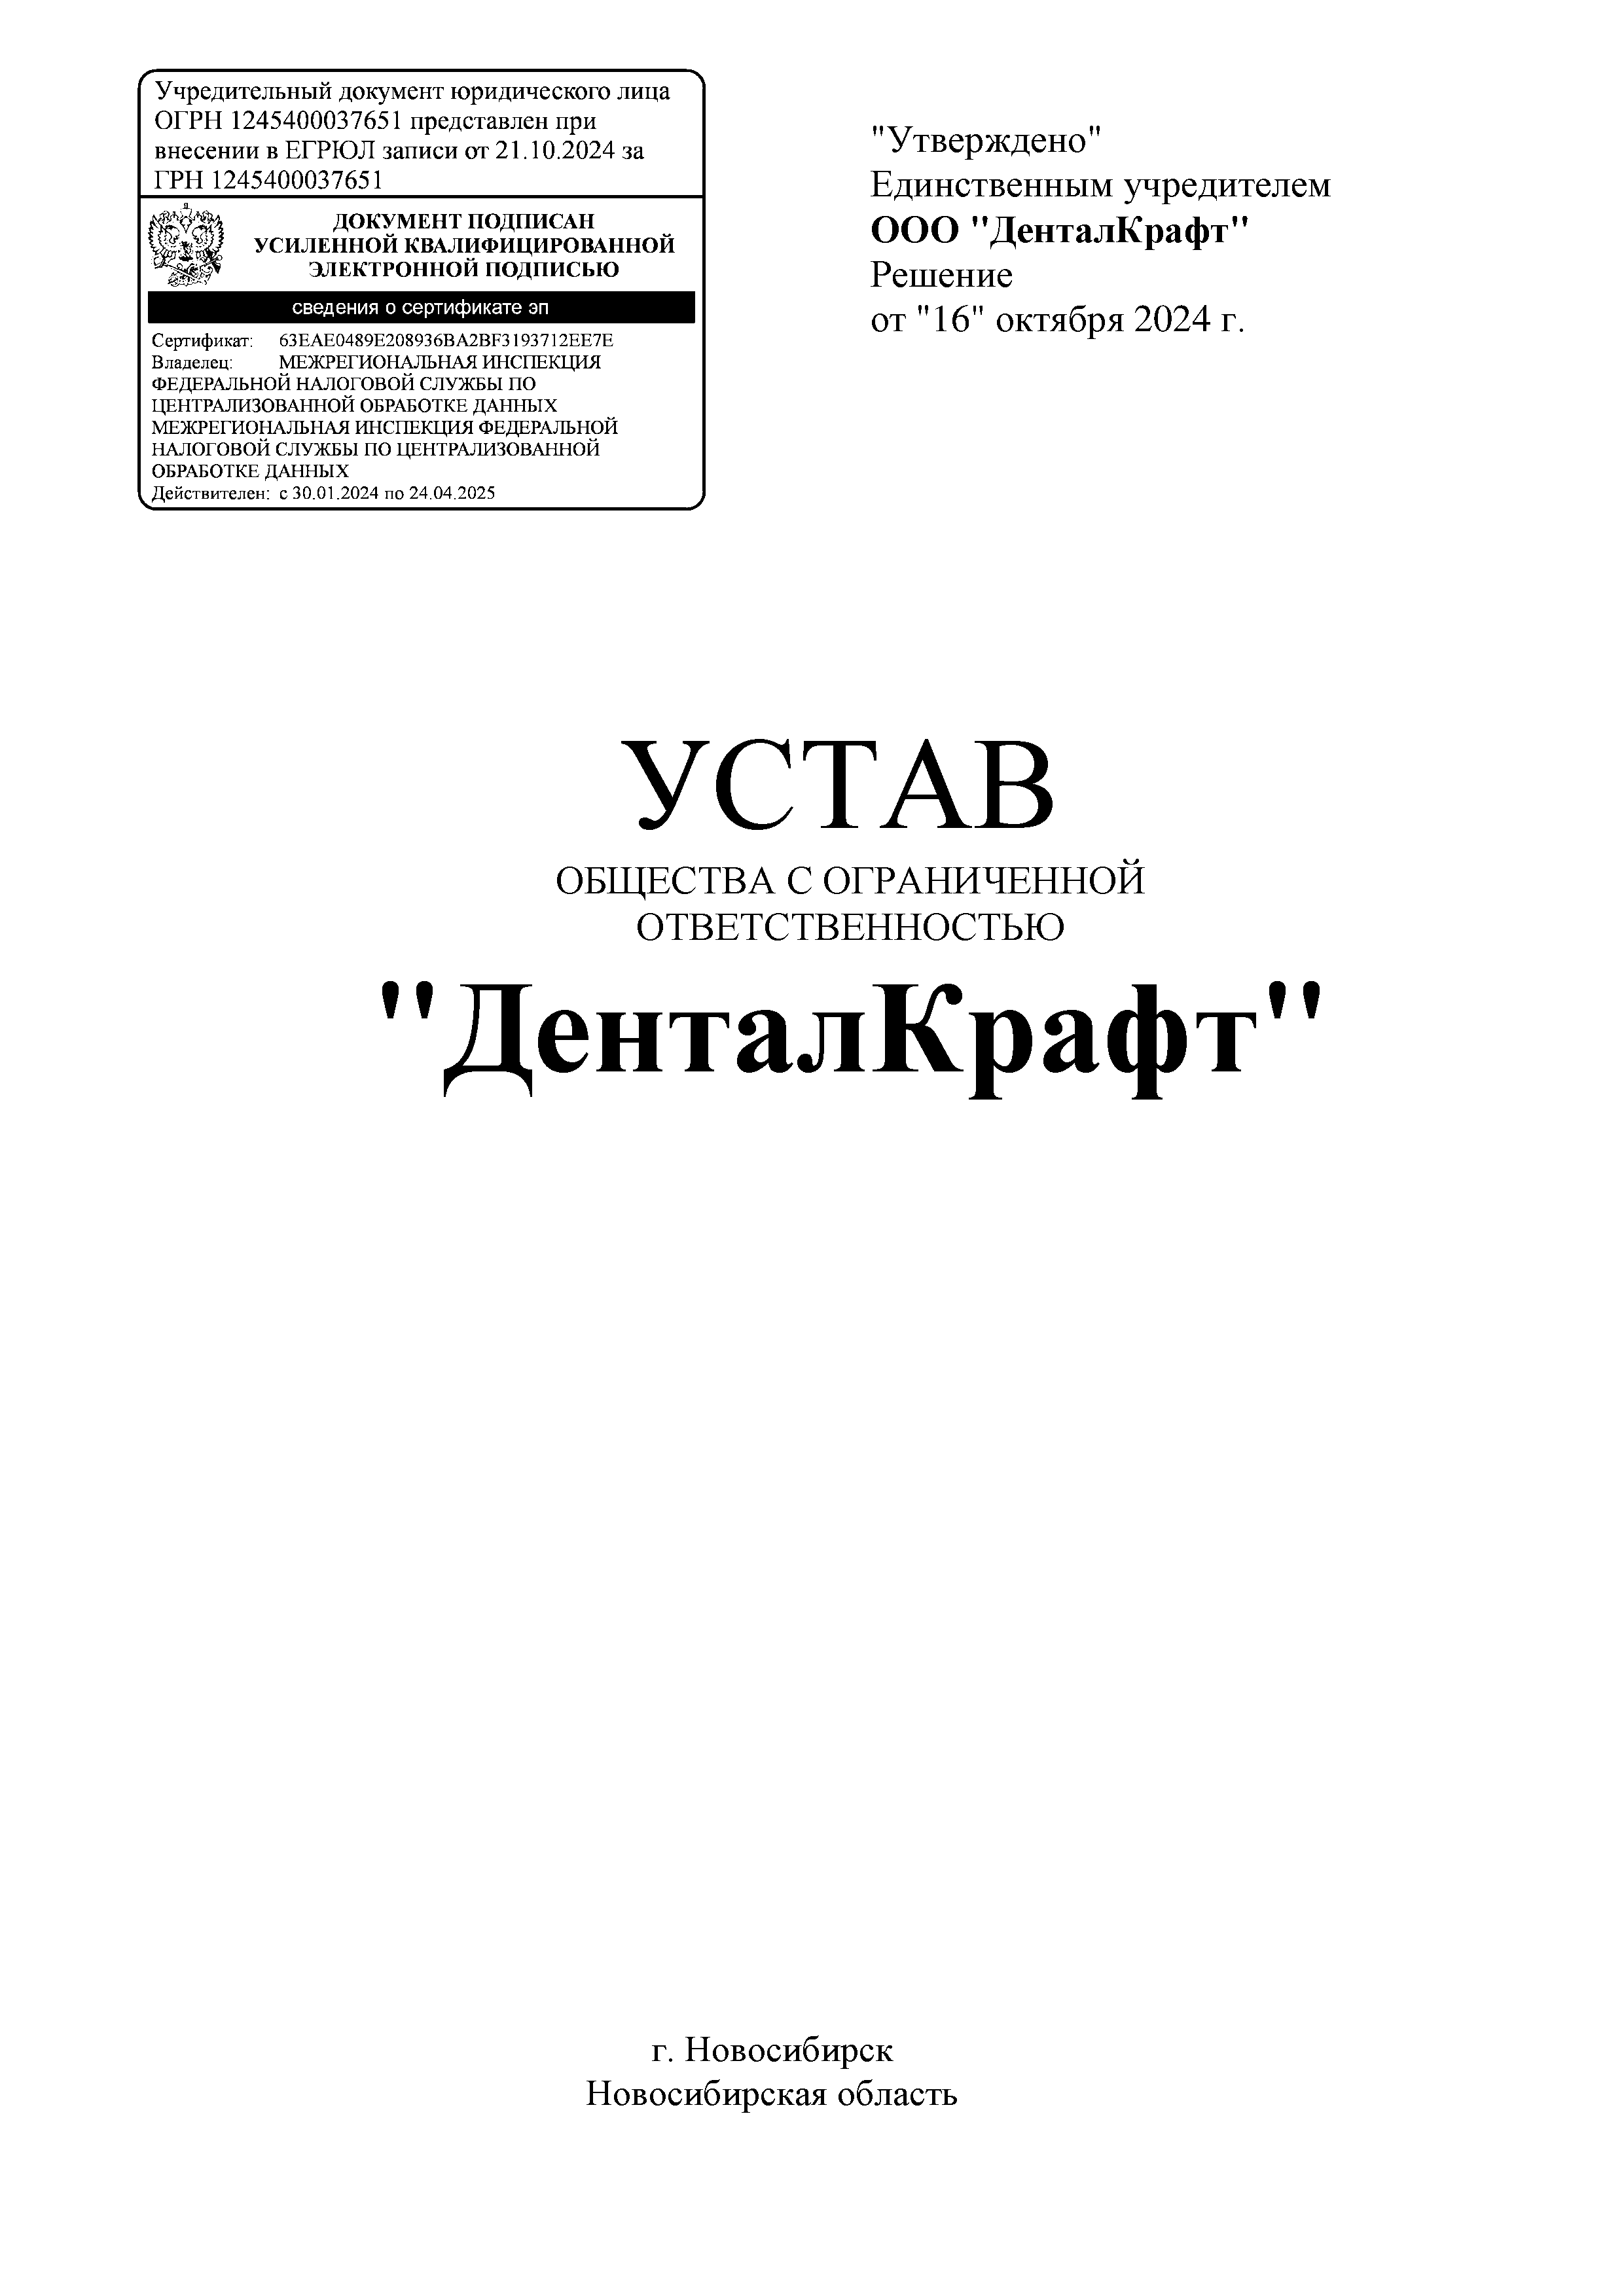 Учредительный документ юридического лица
ОГРН 1245400037651 представлен при
внесении в ЕГРЮЛ записи от 21.10.2024 за
ГРН 1245400037651
ДОКУМЕНТ ПОДПИСАН
УСИЛЕННОЙ КВАЛИФИЦИРОВАННОЙ
ЭЛЕКТРОННОЙ ПОДПИСЬЮ
сведения о сертификате эп
Сертификат: 63EAE0489E208936BA2BF3193712EE7E
Владелец: МЕЖРЕГИОНАЛЬНАЯ ИНСПЕКЦИЯ
ФЕДЕРАЛЬНОЙ НАЛОГОВОЙ СЛУЖБЫ ПО
ЦЕНТРАЛИЗОВАННОЙ ОБРАБОТКЕ ДАННЫХ
МЕЖРЕГИОНАЛЬНАЯ ИНСПЕКЦИЯ ФЕДЕРАЛЬНОЙ
НАЛОГОВОЙ СЛУЖБЫ ПО ЦЕНТРАЛИЗОВАННОЙ
ОБРАБОТКЕ ДАННЫХ
Действителен: с 30.01.2024 по 24.04.2025
"Утверждено"
Единственным учредителем
ООО "ДенталКрафт"
Решение
от "16" октября 2024 г.
УСТАВ
ОБЩЕСТВА С ОГРАНИЧЕННОЙ
ОТВЕТСТВЕННОСТЬЮ
"ДенталКрафт"
г. Новосибирск
Новосибирская область